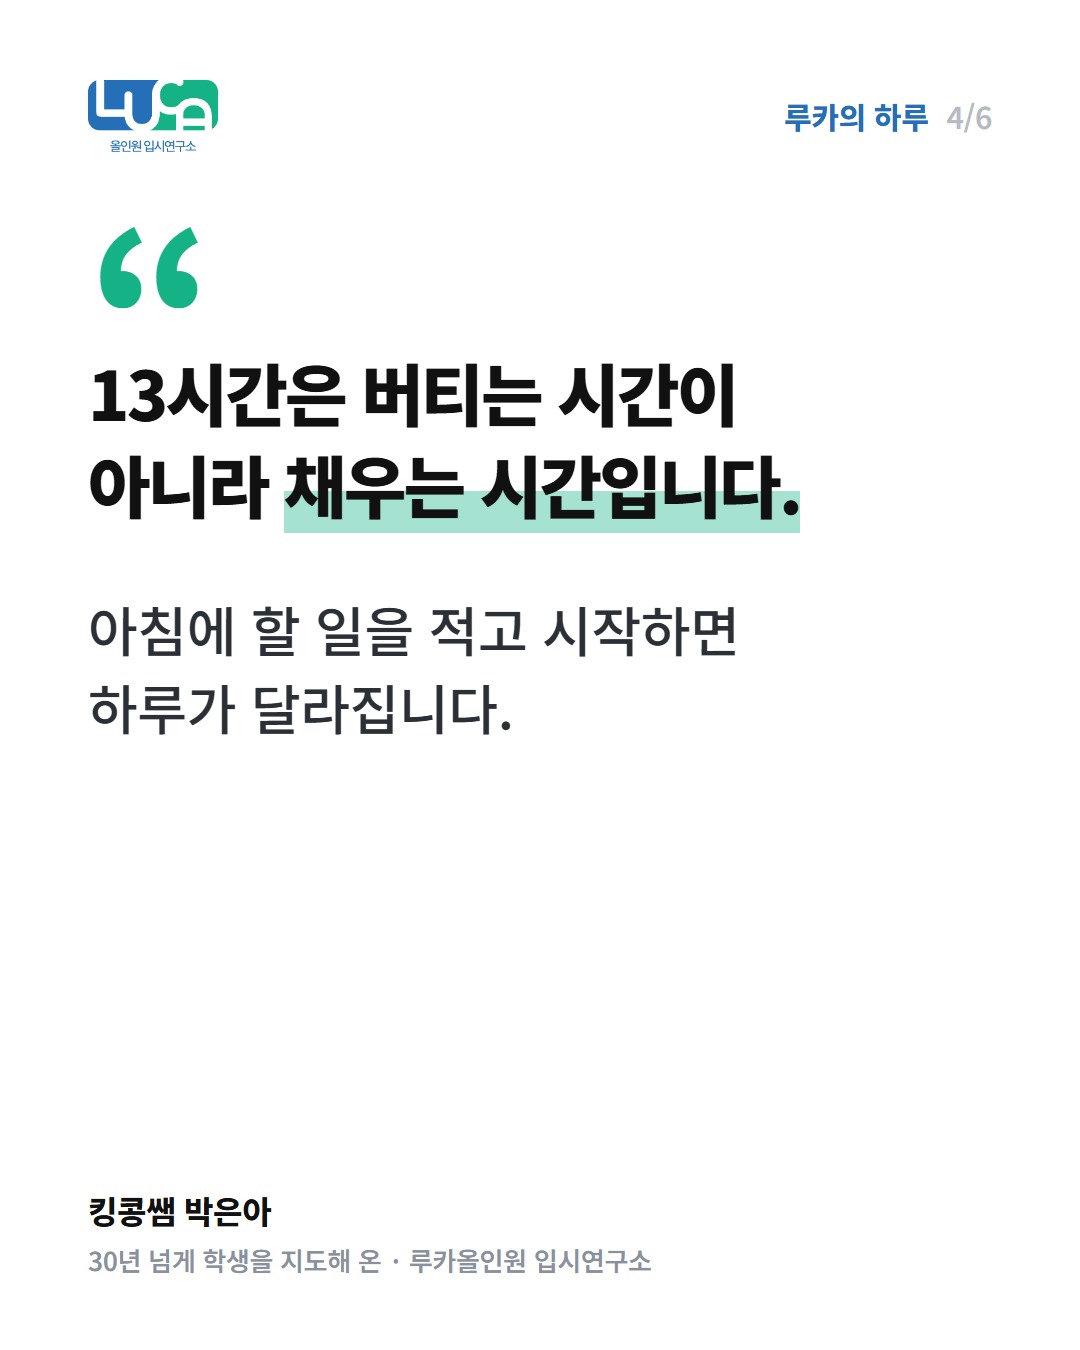 LUCA
올인원 입시연구소
루카의 하루 4/6
“
13시간은 버티는 시간이
아니라 채우는 시간입니다.
아침에 할 일을 적고 시작하면
하루가 달라집니다.
킹콩쌤 박은아
30년 넘게 학생을 지도해 온 · 루카올인원 입시연구소